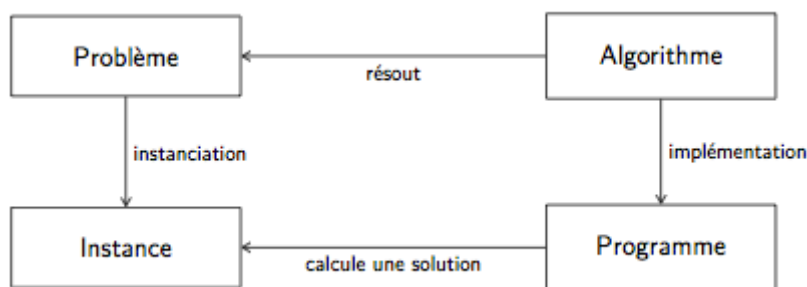 Problème
Algorithme
résout
instanciation
implémentation
Instance
Programme
calcule une solution